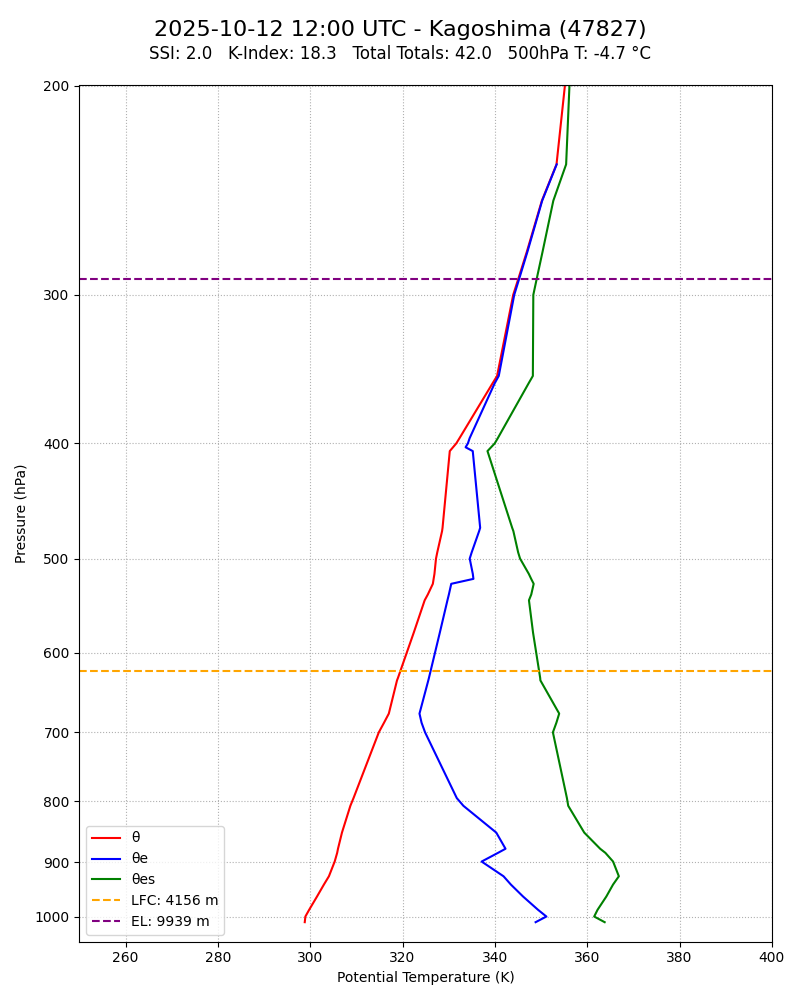 2025-10-12 12:00 UTC - Kagoshima (47827)
SSI: 2.0   K-Index: 18.3   Total Totals: 42.0   500hPa T: -4.7 °C
200
300
400
500
600
700
800
900
1000
Pressure (hPa)
θ
θe
θes
LFC: 4156 m
EL: 9939 m
260 280 300 320 340 360 380 400
Potential Temperature (K)